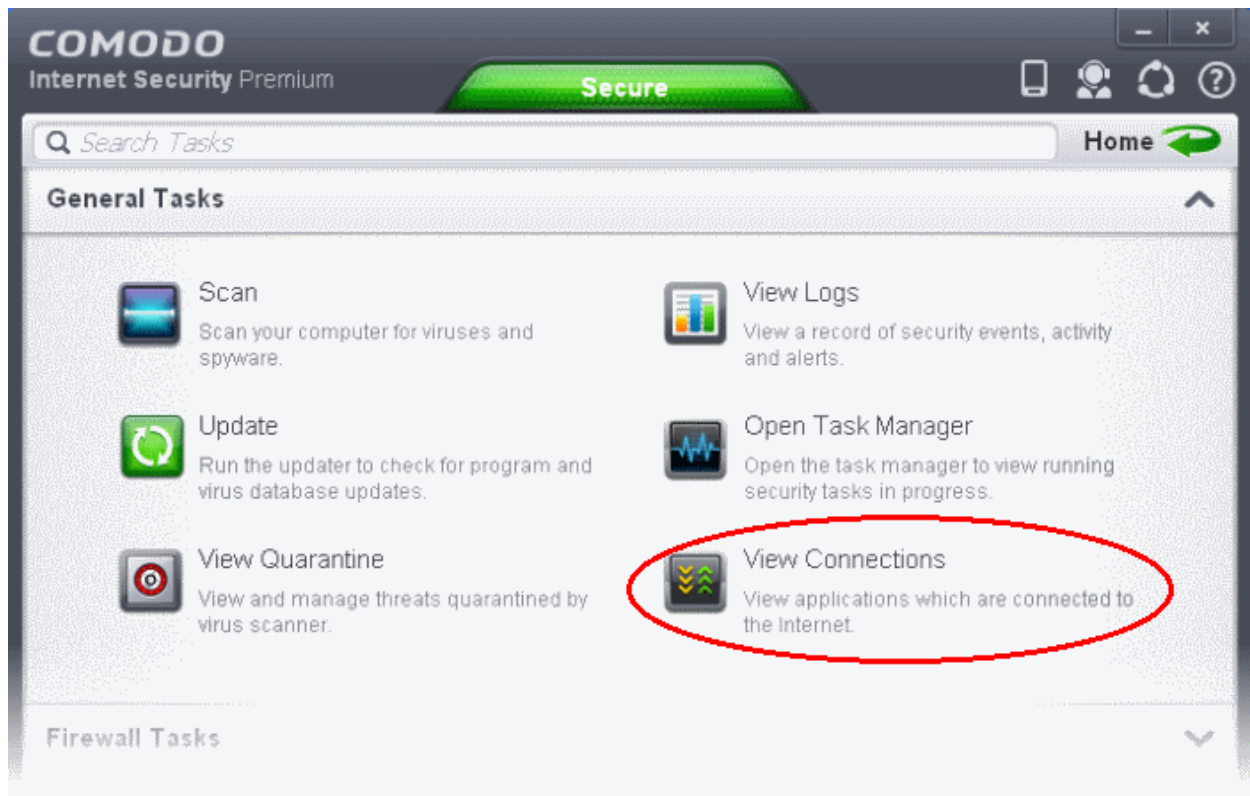 COMODO
Internet Security Premium
Secure
Search Tasks
Home
General Tasks
Scan
Scan your computer for viruses and
spyware.
View Logs
View a record of security events, activity
and alerts.
Update
Run the updater to check for program and
virus database updates.
Open Task Manager
Open the task manager to view running
security tasks in progress.
View Quarantine
View and manage threats quarantined by
virus scanner.
View Connections
View applications which are connected to
the Internet.
Firewall Tasks